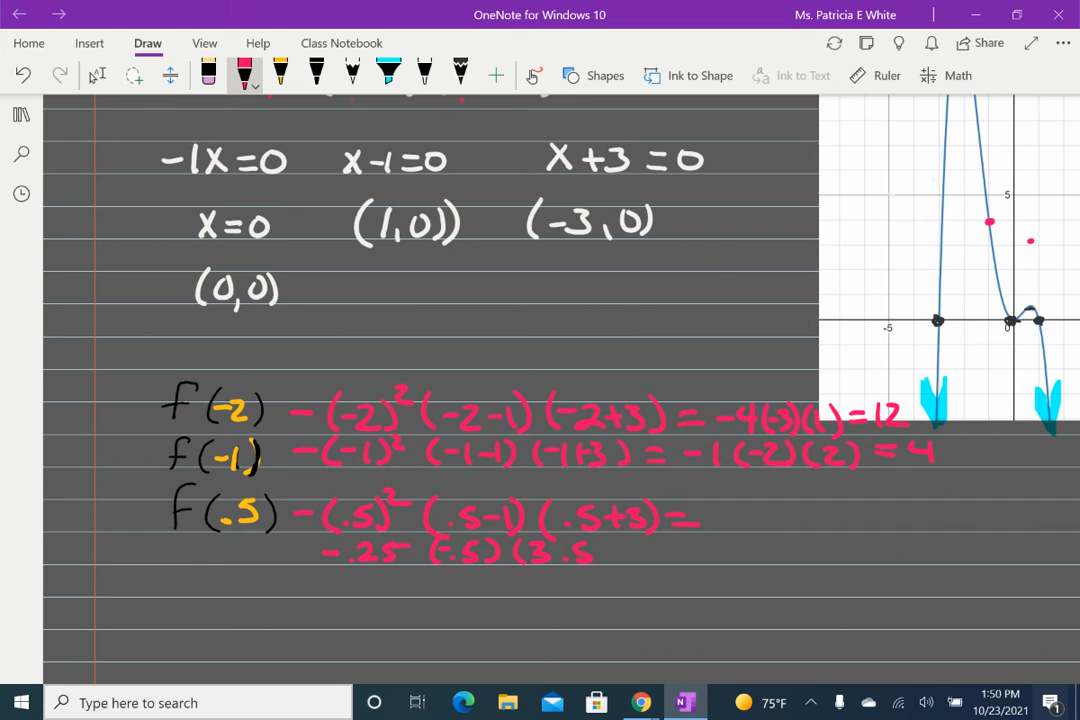 OneNote for Windows 10
Ms. Patricia E White
Home Insert Draw View Help Class Notebook
Share
Shapes Ink to Shape Ink to Text Ruler Math
-1x=0 x-1=0 x+3=0
x=0 (1,0)) (-3,0)
(0,0)
5
-5 0
f(-2) -(-2)² (-2-1) (-2+3) = -4(-3)(1)=12
f(-1) -(-1)² (-1-1) (-1+3) = -1(-2)(2) = 4
f(.5) -(.5)² (.5-1) (.5+3)=
-.25 (-.5) (3.5
Type here to search
75°F
1:50 PM
10/23/2021
1